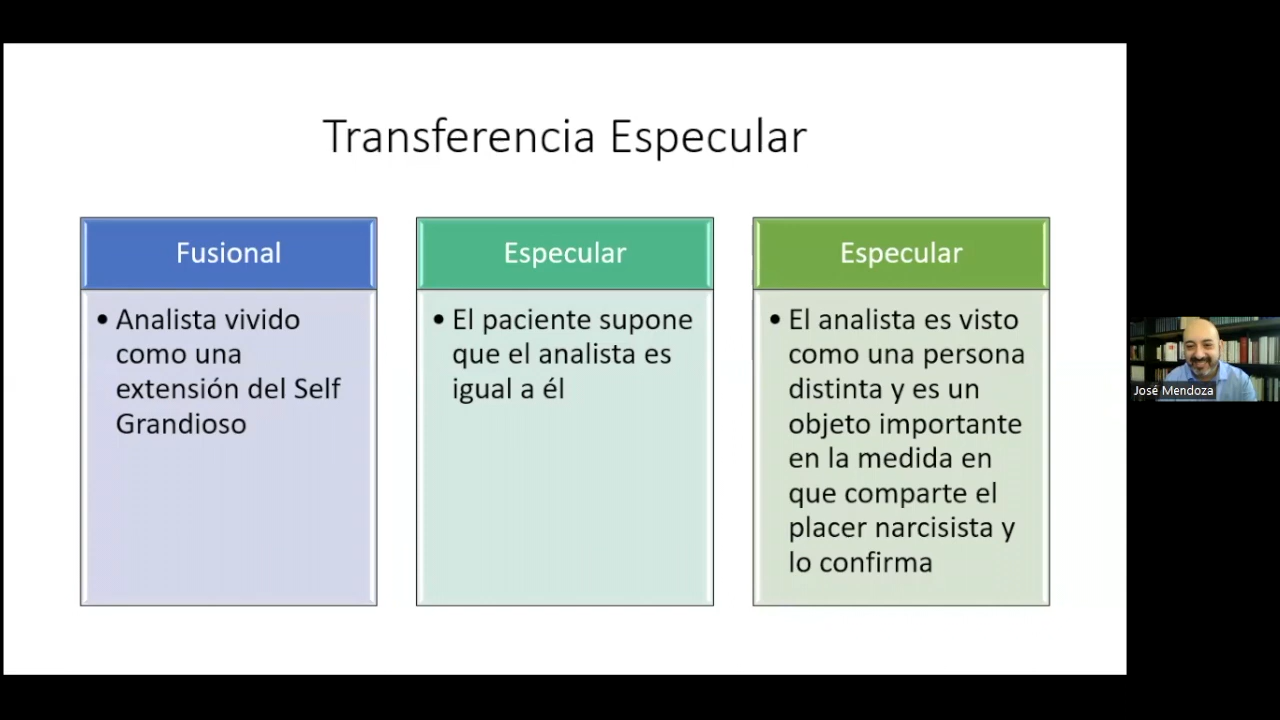 Transferencia Especular
Fusional
• Analista vivido
como una
extensión del Self
Grandioso
Especular
• El paciente supone
que el analista es
igual a él
Especular
• El analista es visto
como una persona
distinta y es un
objeto importante
en la medida en
que comparte el
placer narcisista y
lo confirma
José Mendoza